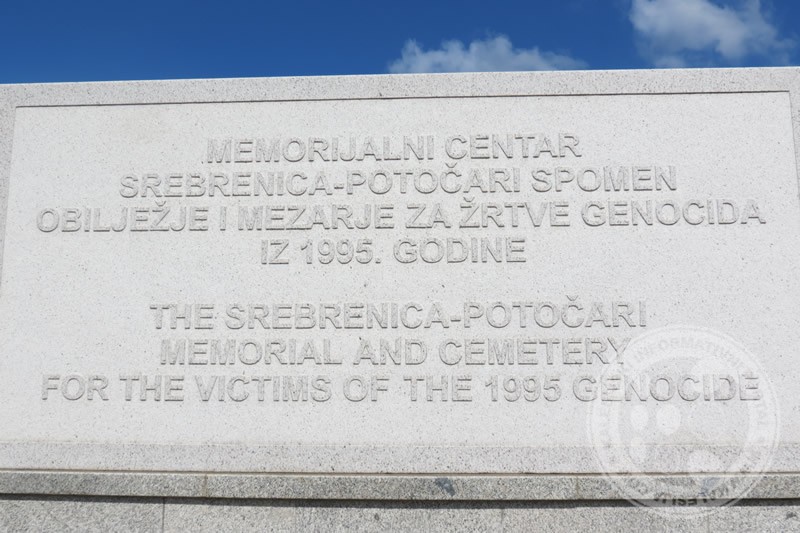 MEMORIJALNI CENTAR
SREBRENICA-POTOČARI SPOMEN
OBILJEŽJE I MEZARJE ZA ŽRTVE GENOCIDA
IZ 1995. GODINE
THE SREBRENICA-POTOČARI
MEMORIAL AND CEMETERY
FOR THE VICTIMS OF THE 1995 GENOCIDE